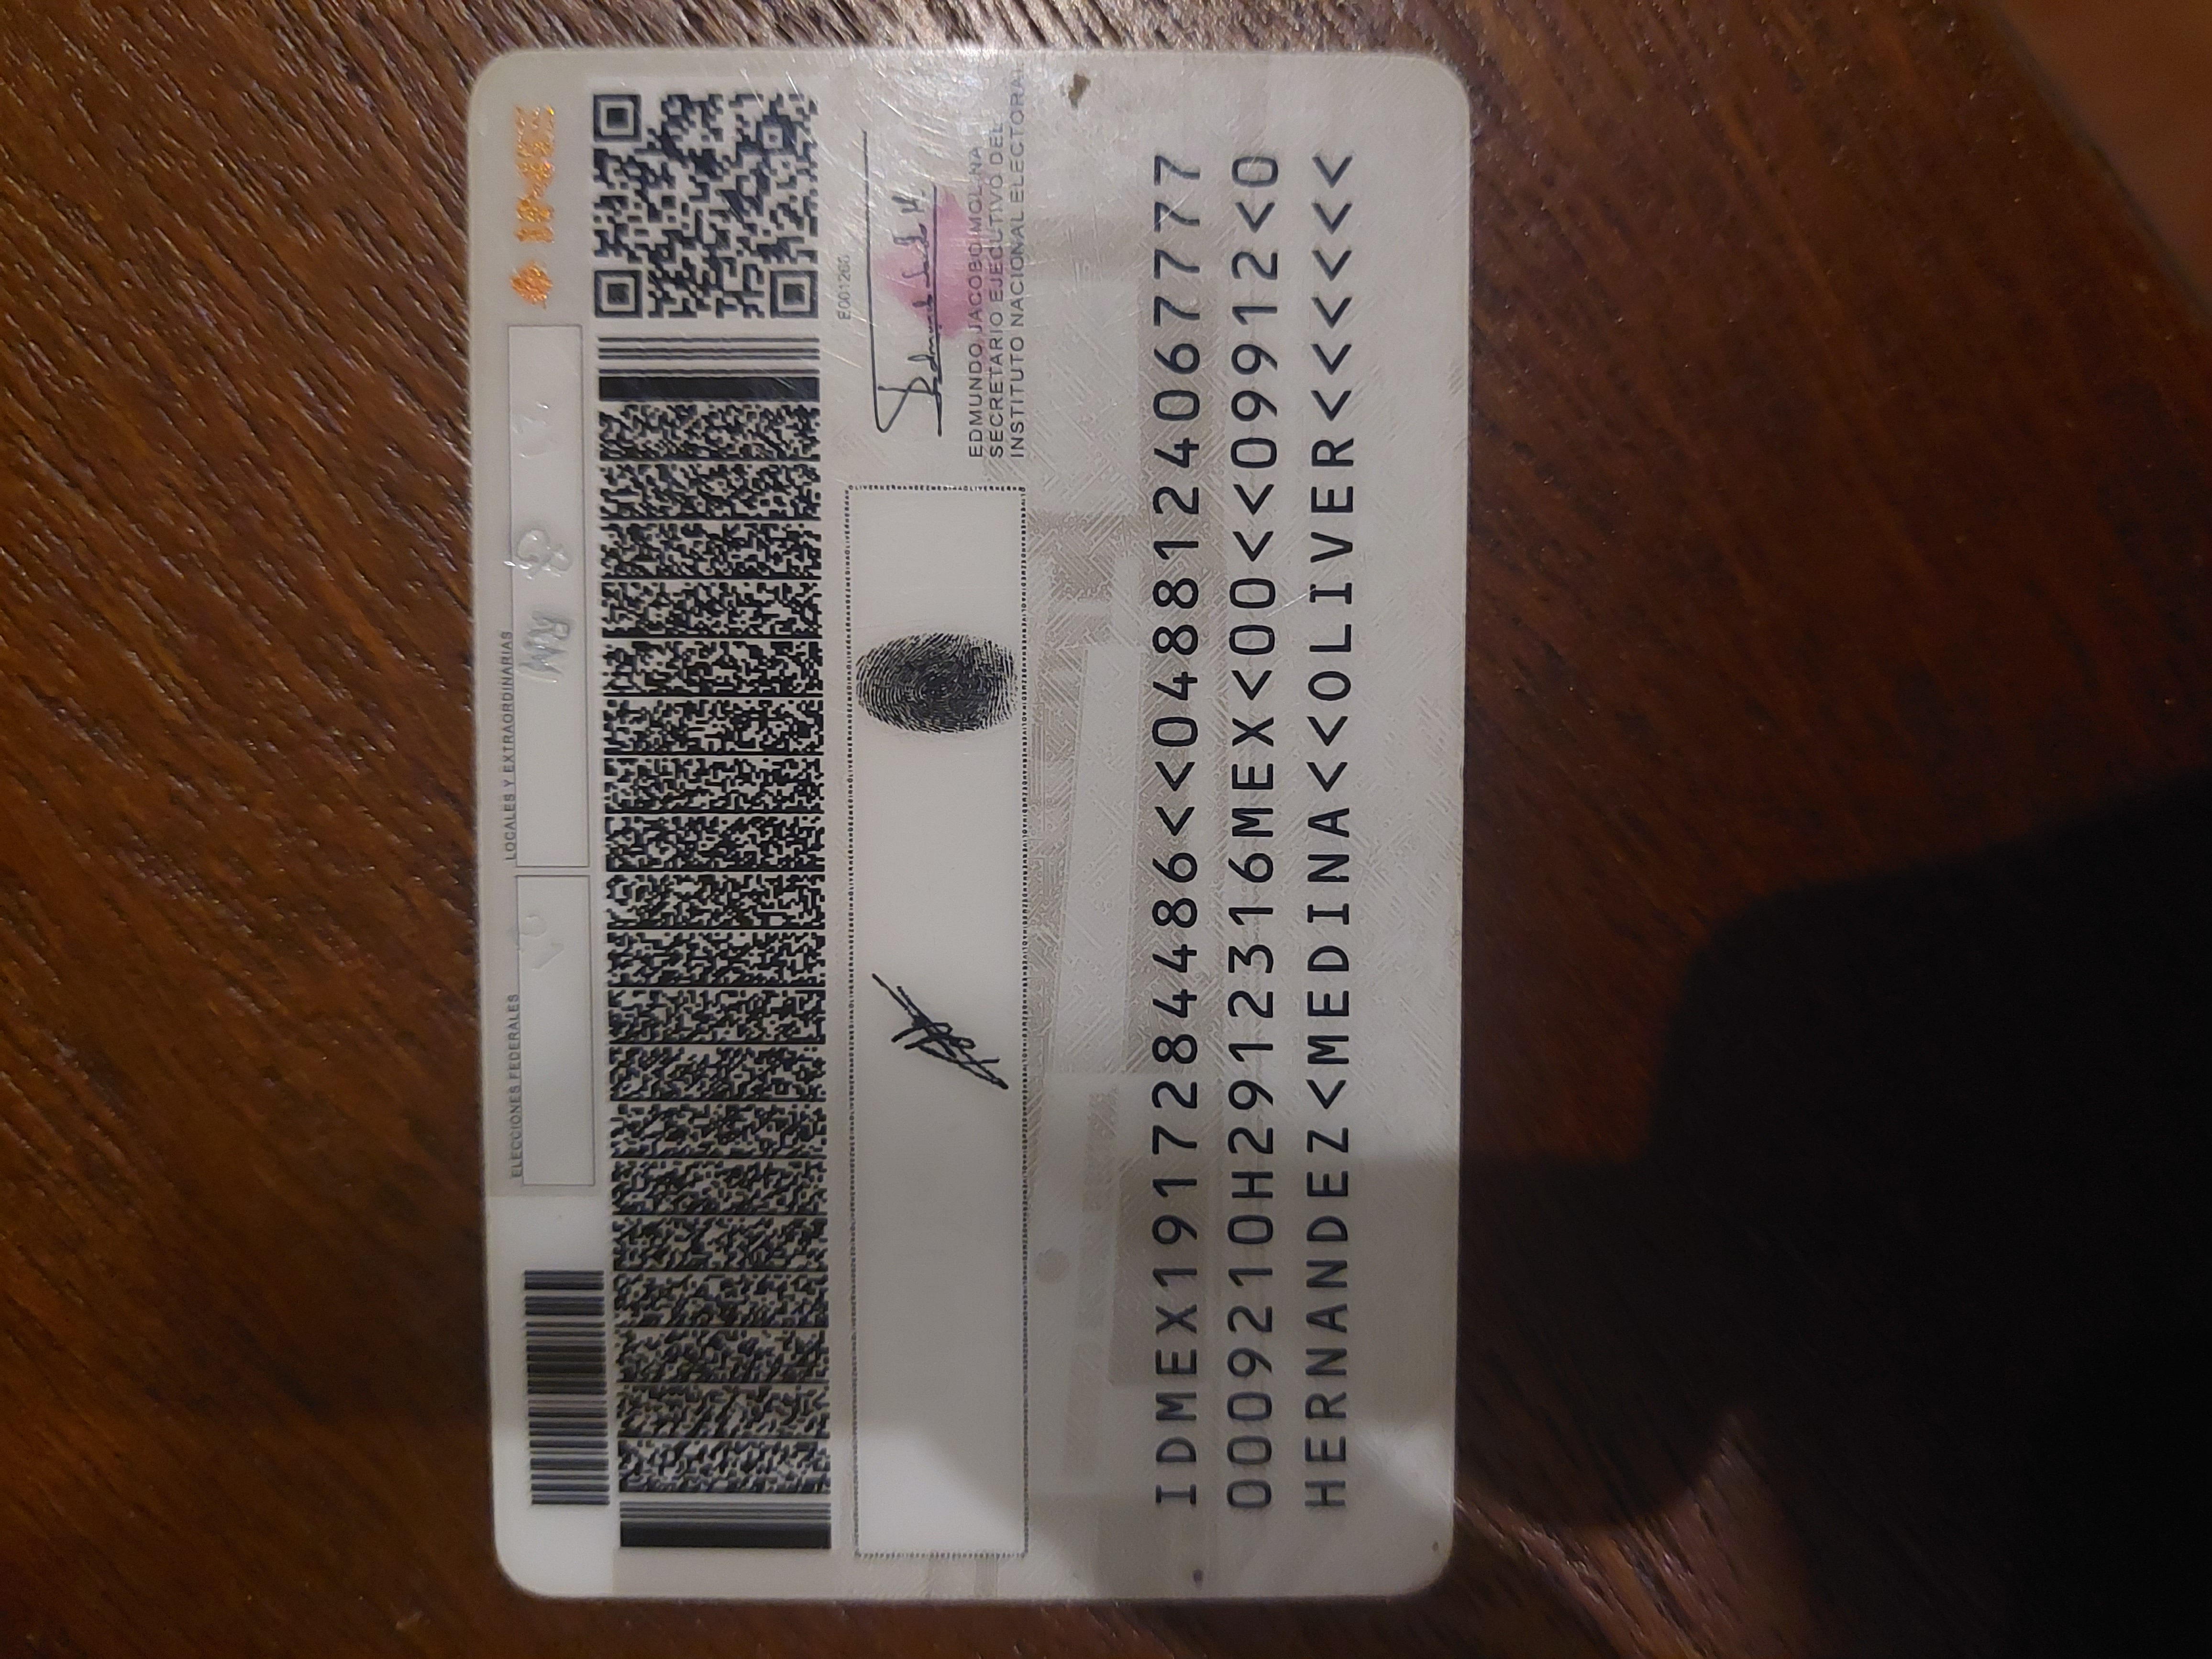 ELECCIONES FEDERALES
LOCALES Y EXTRAORDINARIAS
E001266
EDMUNDO JACOBO MOLINA
SECRETARIO EJECUTIVO DEL
INSTITUTO NACIONAL ELECTORAL
IDMEX1917284486<<0488124067777
0009210H2912316MEX<00<<09912<0
HERNANDEZ<MEDINA<<OLIVER<<<<<<